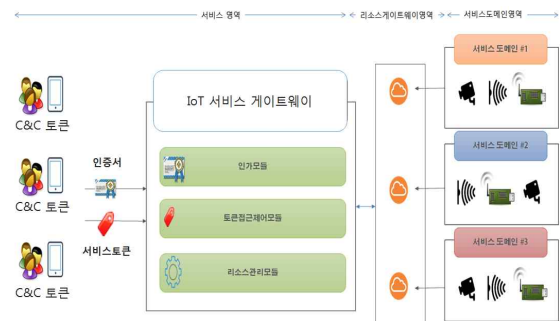 서비스 영역
리소스게이트웨이영역
서비스도메인영역
C&C 토큰
C&C 토큰
C&C 토큰
인증서
서비스토큰
IoT 서비스 게이트웨이
인가모듈
토큰접근제어모듈
리소스관리모듈
서비스 도메인 #1
서비스 도메인 #2
서비스 도메인 #3